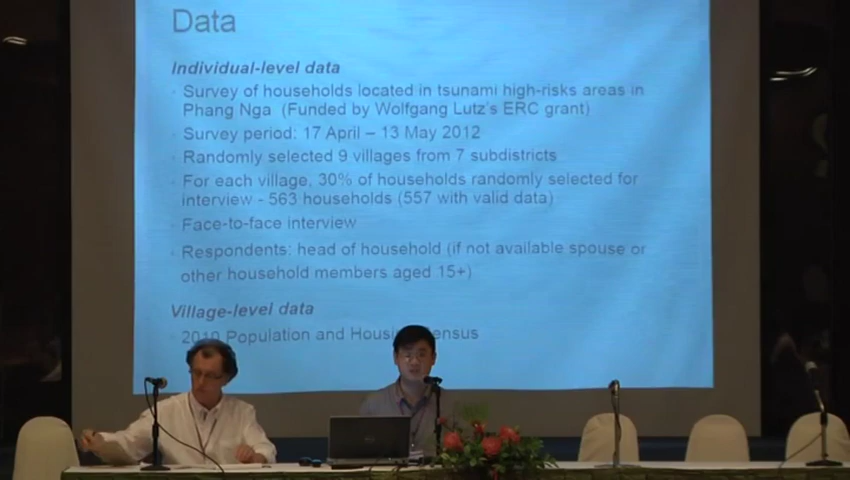 Data
Individual-level data
Survey of households located in tsunami high-risks areas in
Phang Nga (Funded by Wolfgang Lutz's ERC grant)
Survey period: 17 April – 13 May 2012
Randomly selected 9 villages from 7 subdistricts
For each village, 30% of households randomly selected for
interview - 563 households (557 with valid data)
Face-to-face interview
Respondents: head of household (if not available spouse or
other household members aged 15+)
Village-level data
Population and